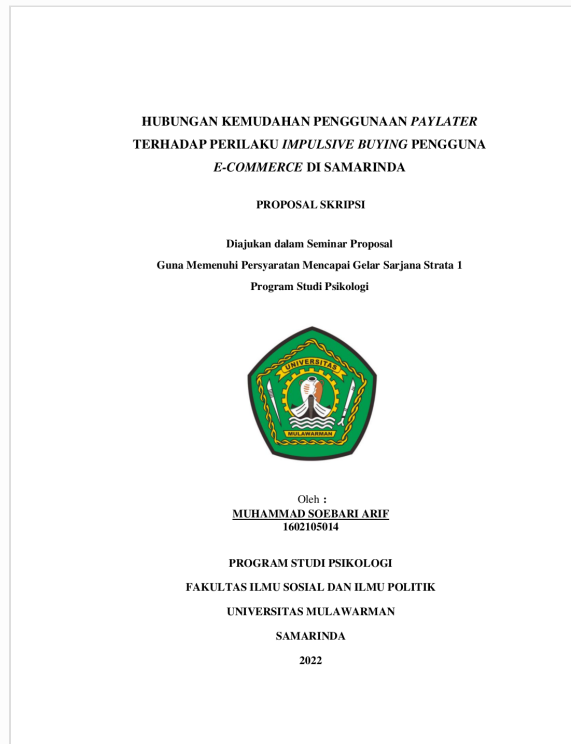 HUBUNGAN KEMUDAHAN PENGGUNAAN PAYLATER
TERHADAP PERILAKU IMPULSIVE BUYING PENGGUNA
E-COMMERCE DI SAMARINDA
PROPOSAL SKRIPSI
Diajukan dalam Seminar Proposal
Guna Memenuhi Persyaratan Mencapai Gelar Sarjana Strata 1
Program Studi Psikologi
UNIVERSITAS
MULAWARMAN
Oleh :
MUHAMMAD SOEBARI ARIF
1602105014
PROGRAM STUDI PSIKOLOGI
FAKULTAS ILMU SOSIAL DAN ILMU POLITIK
UNIVERSITAS MULAWARMAN
SAMARINDA
2022